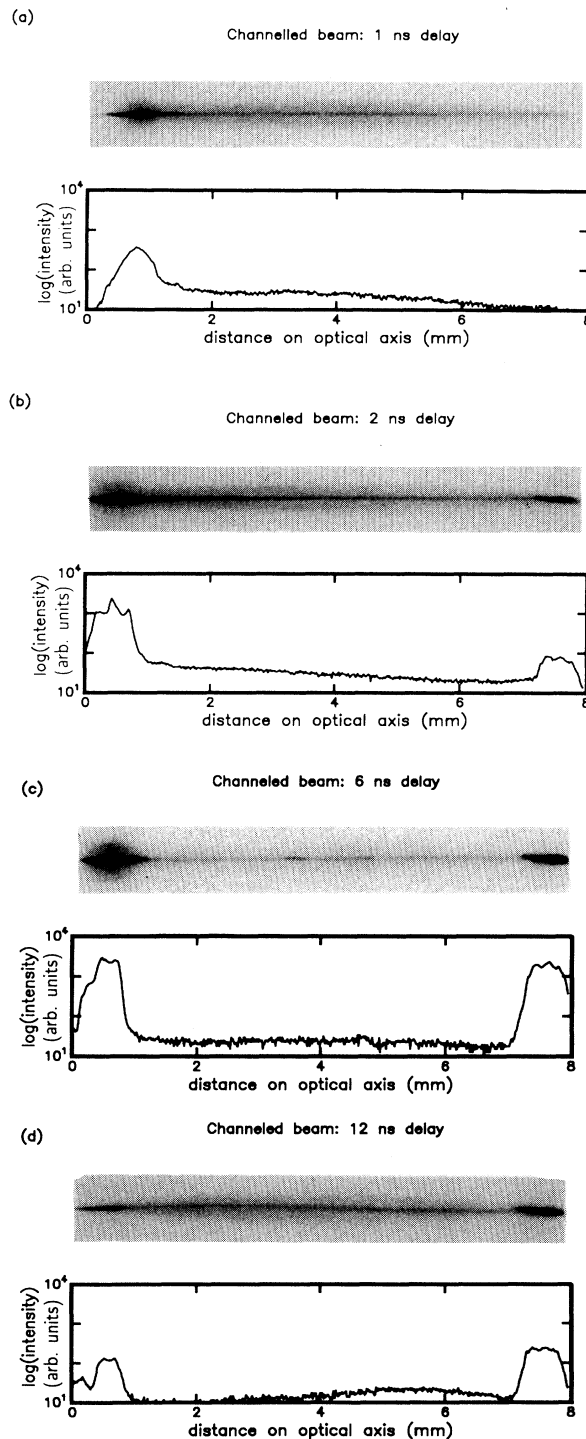 (a)
Channelled beam: 1 ns delay
10⁴
log(intensity)
(arb. units)
10¹
0 2 4 6 8
distance on optical axis (mm)
(b)
Channeled beam: 2 ns delay
10⁴
log(intensity)
(arb. units)
10¹
0 2 4 6 8
distance on optical axis (mm)
(c)
Channeled beam: 6 ns delay
10⁴
log(intensity)
(arb. units)
10¹
0 2 4 6 8
distance on optical axis (mm)
(d)
Channeled beam: 12 ns delay
10⁴
log(intensity)
(arb. units)
10¹
0 2 4 6 8
distance on optical axis (mm)